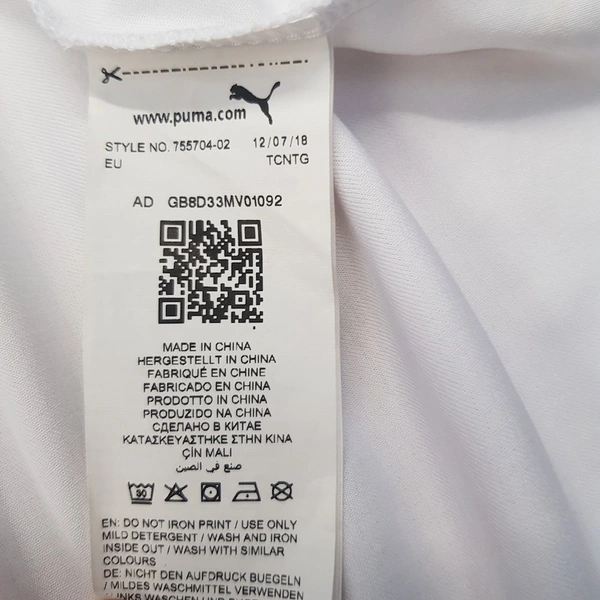 www.puma.com
STYLE NO. 755704-02 12/07/18
EU TCNTG
AD GB8D33MV01092
MADE IN CHINA
HERGESTELLT IN CHINA
FABRIQUÉ EN CHINE
FABRICADO EN CHINA
PRODOTTO IN CHINA
PRODUZIDO NA CHINA
СДЕЛАНО В КИТАЕ
ΚΑΤΑΣΚΕΥΑΣΤΗΚΕ ΣΤΗΝ ΚΙΝΑ
ÇİN MALI
صنع في الصين
30
EN: DO NOT IRON PRINT / USE ONLY
MILD DETERGENT / WASH AND IRON
INSIDE OUT / WASH WITH SIMILAR
COLOURS
DE: NICHT DEN AUFDRUCK BUEGELN
/ MILDES WASCHMITTEL VERWENDEN